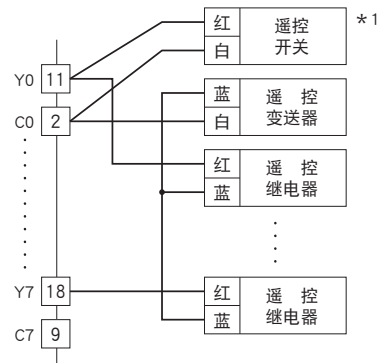 红 遥控 *1
白 开关
Y0 11
蓝 遥 控
C0 2 白 变送器
红 遥 控
蓝 继电器
Y7 18 红 遥 控
蓝 继电器
C7 9